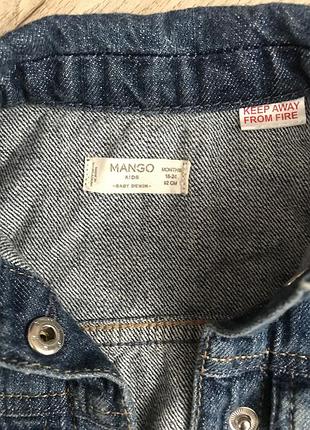 KEEP AWAY
FROM FIRE
MANGO
KIDS
-BABY DENIM-
MONTHS
18-24
92 CM